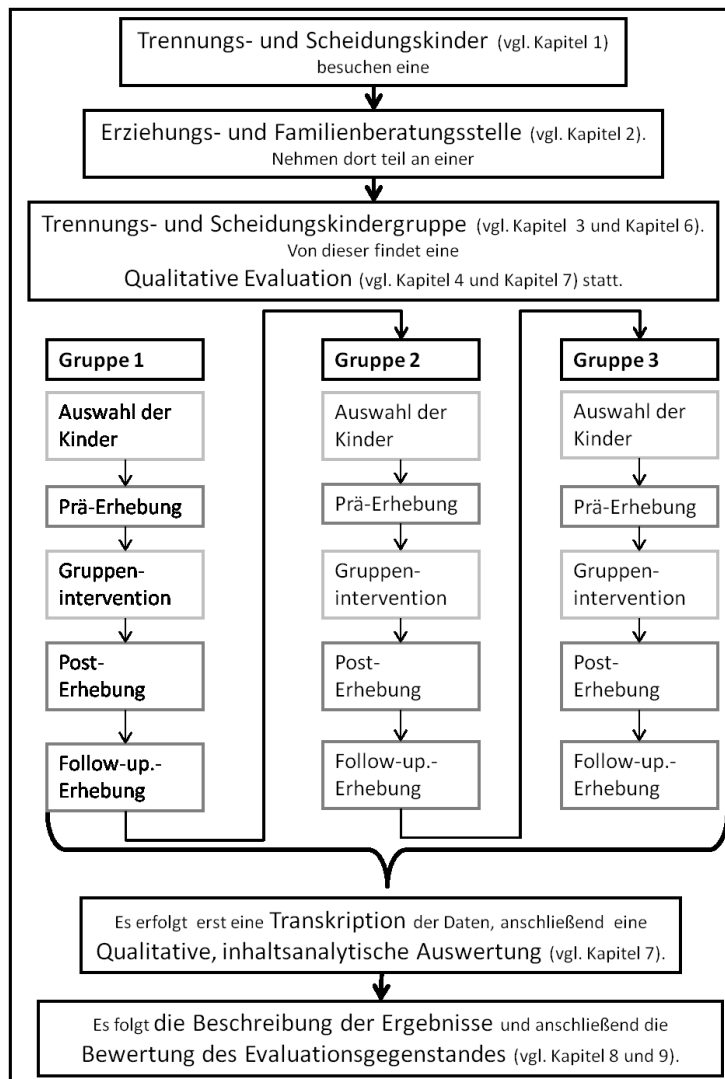 Trennungs- und Scheidungskinder (vgl. Kapitel 1)
besuchen eine
Erziehungs- und Familienberatungsstelle (vgl. Kapitel 2).
Nehmen dort teil an einer
Trennungs- und Scheidungskindergruppe (vgl. Kapitel 3 und Kapitel 6).
Von dieser findet eine
Qualitative Evaluation (vgl. Kapitel 4 und Kapitel 7) statt.
Gruppe 1
Auswahl der
Kinder
Prä-Erhebung
Gruppen-
intervention
Post-
Erhebung
Follow-up.-
Erhebung
Gruppe 2
Auswahl der
Kinder
Prä-Erhebung
Gruppen-
intervention
Post-
Erhebung
Follow-up.-
Erhebung
Gruppe 3
Auswahl der
Kinder
Prä-Erhebung
Gruppen-
intervention
Post-
Erhebung
Follow-up.-
Erhebung
Es erfolgt erst eine Transkription der Daten, anschließend eine
Qualitative, inhaltsanalytische Auswertung (vgl. Kapitel 7).
Es folgt die Beschreibung der Ergebnisse und anschließend die
Bewertung des Evaluationsgegenstandes (vgl. Kapitel 8 und 9).